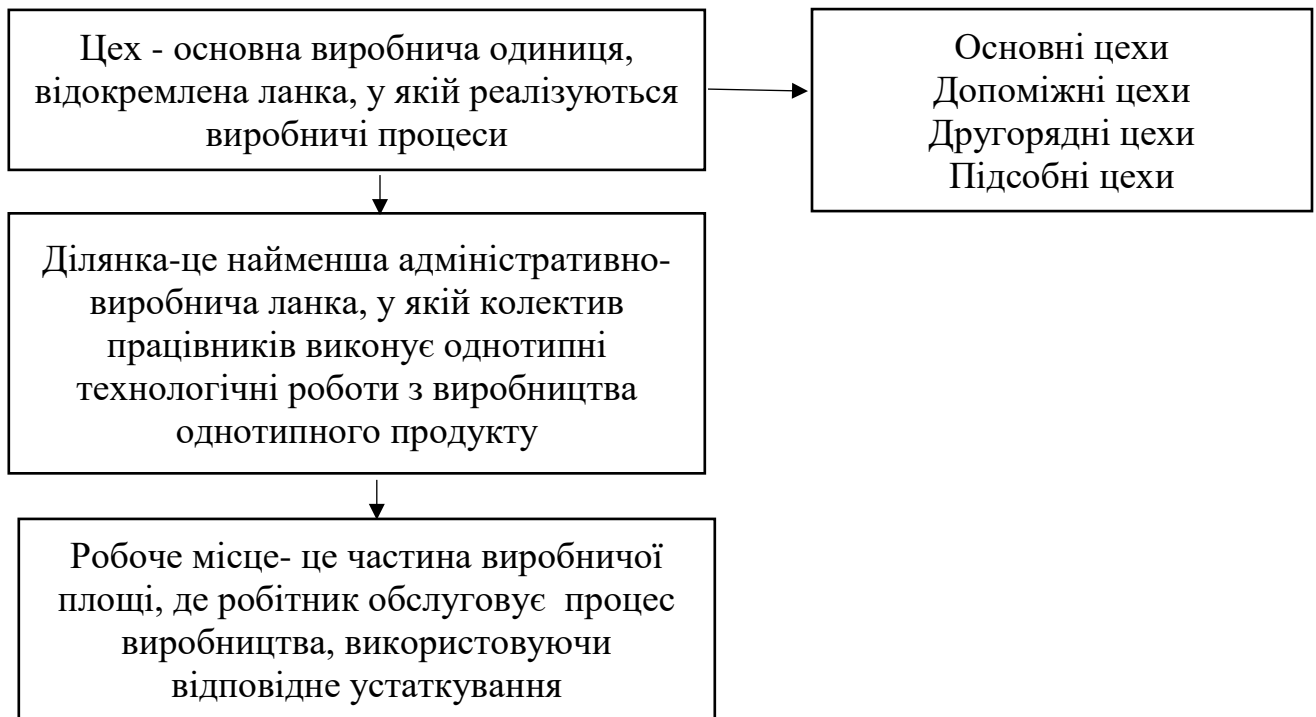 Цех - основна виробнича одиниця,
відокремлена ланка, у якій реалізуються
виробничі процеси
Основні цехи
Допоміжні цехи
Другорядні цехи
Підсобні цехи
Ділянка-це найменша адміністративно-
виробнича ланка, у якій колектив
працівників виконує однотипні
технологічні роботи з виробництва
однотипного продукту
Робоче місце- це частина виробничої
площі, де робітник обслуговує процес
виробництва, використовуючи
відповідне устаткування